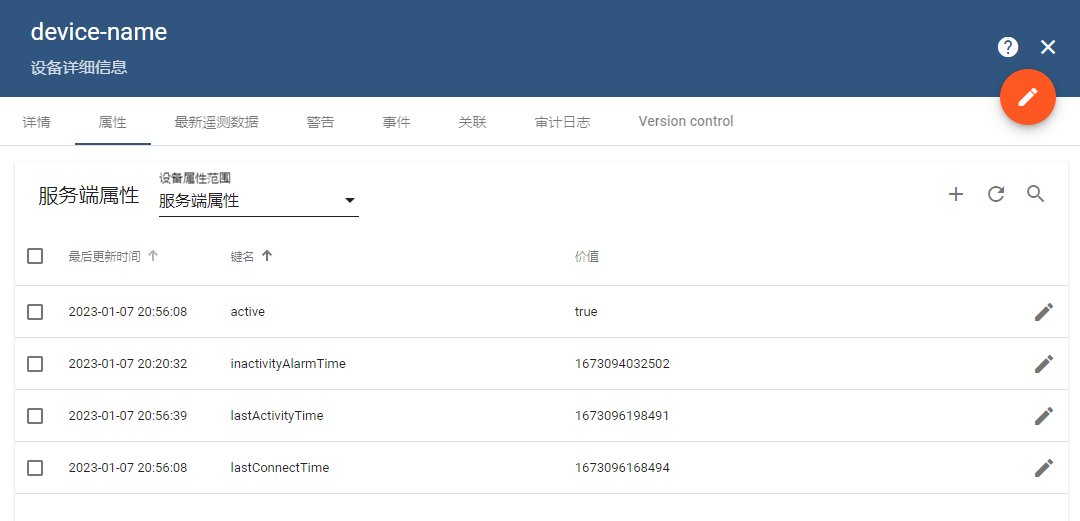 device-name
设备详细信息
详情 属性 最新遥测数据 警告 事件 关联 审计日志 Version control
服务端属性
设备属性范围
服务端属性
最后更新时间 键名 价值
2023-01-07 20:56:08 active true
2023-01-07 20:20:32 inactivityAlarmTime 1673094032502
2023-01-07 20:56:39 lastActivityTime 1673096198491
2023-01-07 20:56:08 lastConnectTime 1673096168494